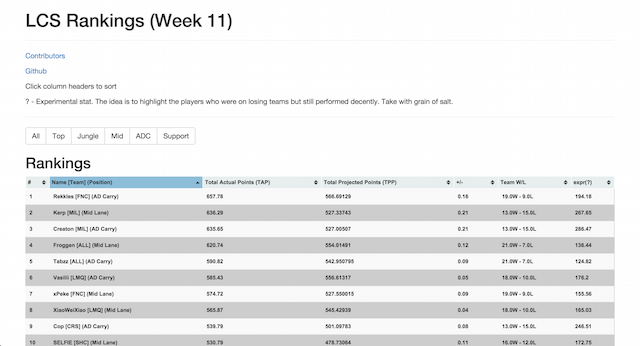 LCS Rankings (Week 11)
Contributors
Github
Click column headers to sort
? - Experimental stat. The idea is to highlight the players who were on losing teams but still performed decently. Take with grain of salt.
All Top Jungle Mid ADC Support
Rankings
# Name [Team] (Position) Total Actual Points (TAP) Total Projected Points (TPP) +/- Team W/L expr(?)
1 Rekkles [FNC] (AD Carry) 657.78 566.69129 0.16 19.0W - 9.0L 194.18
2 Kerp [MIL] (Mid Lane) 636.29 527.33743 0.21 13.0W - 15.0L 287.65
3 Creaton [MIL] (AD Carry) 635.65 527.00507 0.21 13.0W - 15.0L 286.47
4 Froggen [ALL] (Mid Lane) 620.74 554.01491 0.12 21.0W - 7.0L 136.44
5 Tabzz [ALL] (AD Carry) 590.82 542.950795 0.09 21.0W - 7.0L 124.82
6 Vasilii [LMQ] (AD Carry) 585.43 556.61317 0.05 18.0W - 10.0L 176.2
7 xPeke [FNC] (Mid Lane) 574.72 527.550015 0.09 19.0W - 9.0L 155.56
8 XiaoWeiXiao [LMQ] (Mid Lane) 565.87 545.42939 0.04 18.0W - 10.0L 165.03
9 Cop [CRS] (AD Carry) 539.79 501.09783 0.08 13.0W - 15.0L 246.51
10 SELFIE [SHC] (Mid Lane) 530.79 478.73064 0.11 16.0W - 12.0L 172.75